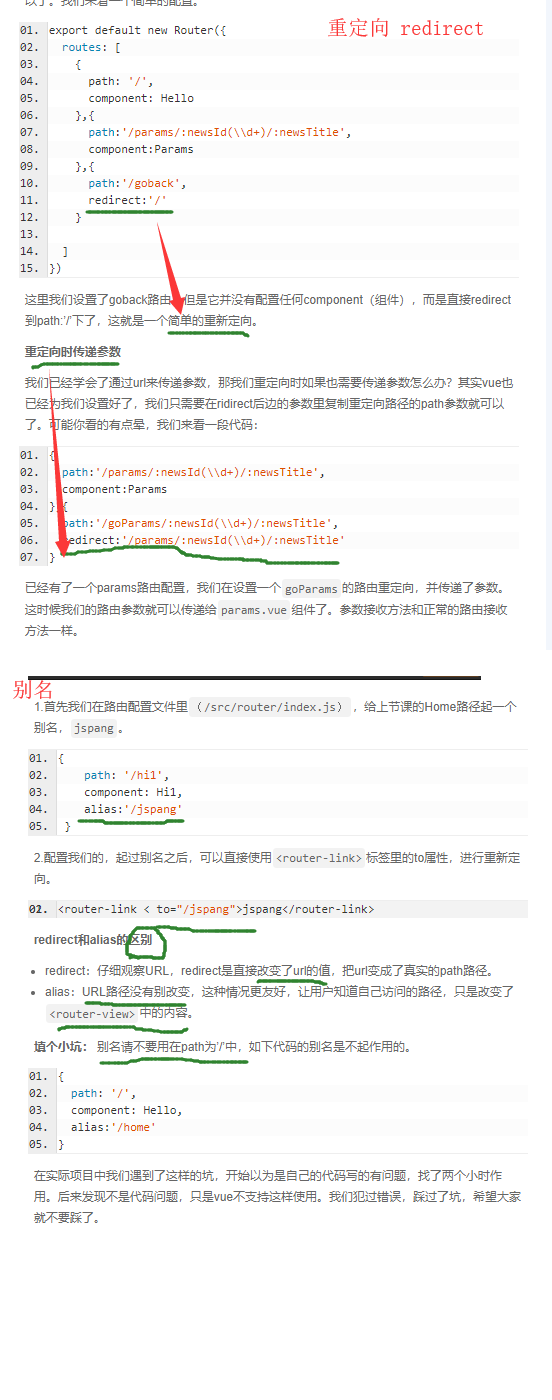 以了。我们来看一个简单的配置。
重定向 redirect
01. export default new Router({
02. routes: [
03. {
04. path: '/',
05. component: Hello
06. },{
07. path:'/params/:newsId(\\d+)/:newsTitle',
08. component:Params
09. },{
10. path:'/goback',
11. redirect:'/'
12. }
13.
14. ]
15. })
这里我们设置了goback路由，但是它并没有配置任何component（组件），而是直接redirect
到path:'/'下了，这就是一个简单的重新定向。
重定向时传递参数
我们已经学会了通过url来传递参数，那我们重定向时如果也需要传递参数怎么办？其实vue也
已经为我们设置好了，我们只需要在ridirect后边的参数里复制重定向路径的path参数就可以
了。可能你看的有点晕，我们来看一段代码：
01. {
02. path:'/params/:newsId(\\d+)/:newsTitle',
03. component:Params
04. },{
05. path:'/goParams/:newsId(\\d+)/:newsTitle',
06. redirect:'/params/:newsId(\\d+)/:newsTitle'
07. }
已经有了一个params路由配置，我们在设置一个 goParams 的路由重定向，并传递了参数。
这时候我们的路由参数就可以传递给 params.vue 组件了。参数接收方法和正常的路由接收
方法一样。
别名
1.首先我们在路由配置文件里 （/src/router/index.js） ，给上节课的Home路径起一个
别名， jspang 。
01. {
02. path: '/hi1',
03. component: Hi1,
04. alias:'/jspang'
05. }
2.配置我们的，起过别名之后，可以直接使用 <router-link> 标签里的to属性，进行重新定
向。
<router-link < to="/jspang">jspang</router-link>
redirect和alias的区别
• redirect：仔细观察URL，redirect是直接改变了url的值，把url变成了真实的path路径。
• alias：URL路径没有别改变，这种情况更友好，让用户知道自己访问的路径，只是改变了
<router-view> 中的内容。
填个小坑： 别名请不要用在path为'/'中，如下代码的别名是不起作用的。
01. {
02. path: '/',
03. component: Hello,
04. alias:'/home'
05. }
在实际项目中我们遇到了这样的坑，开始以为是自己的代码写的有问题，找了两个小时作
用。后来发现不是代码问题，只是vue不支持这样使用。我们犯过错误，踩过了坑，希望大家
就不要踩了。